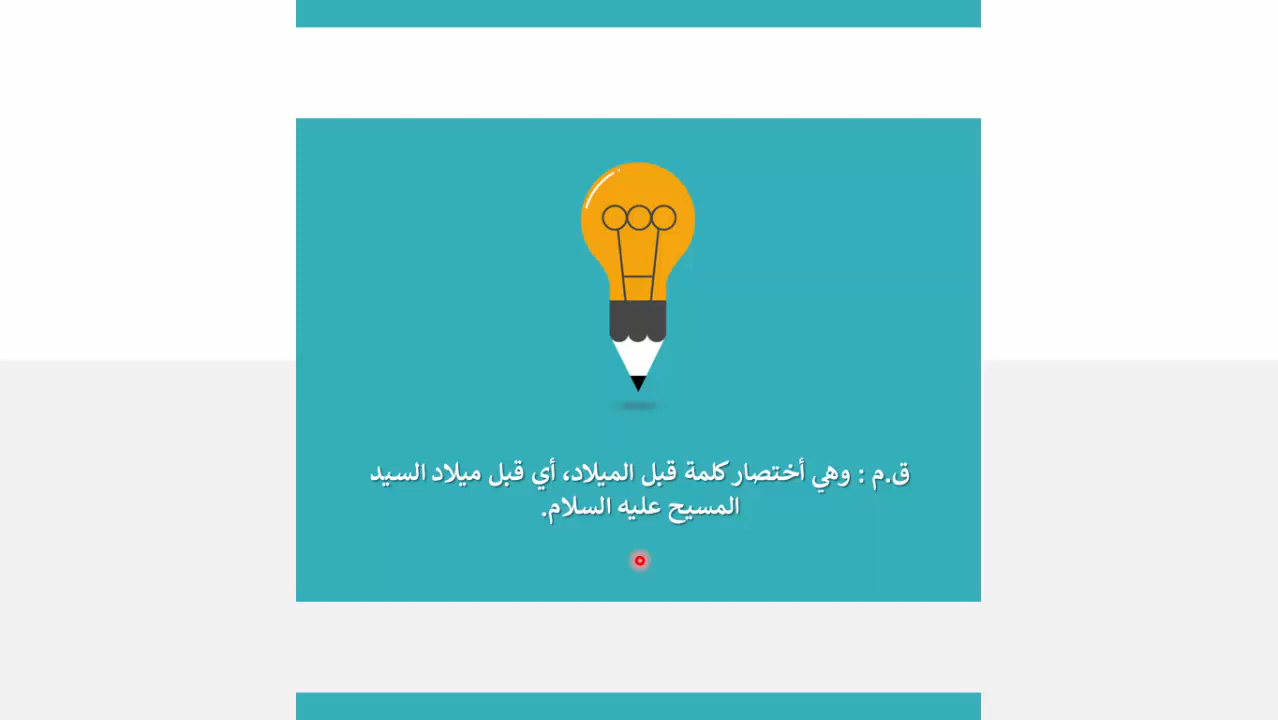 ق.م : وهي أختصار كلمة قبل الميلاد، أي قبل ميلاد السيد
المسيح عليه السلام.